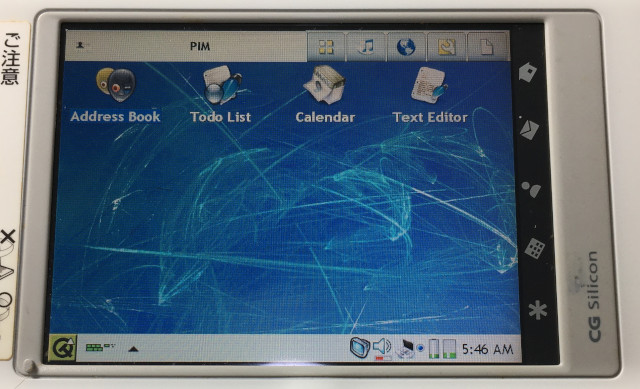 ご注意
PIM
Address Book
Todo List
Calendar
Text Editor
5:46 AM
CG Silicon